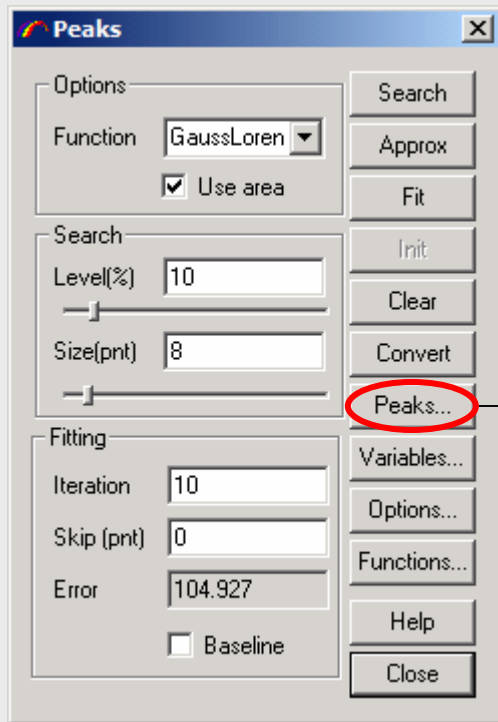 Peaks
Options
Function GaussLoren
Use area
Search
Level(%) 10
Size(pnt) 8
Fitting
Iteration 10
Skip (pnt) 0
Error 104.927
Baseline
Search
Approx
Fit
Init
Clear
Convert
Peaks...
Variables...
Options...
Functions...
Help
Close